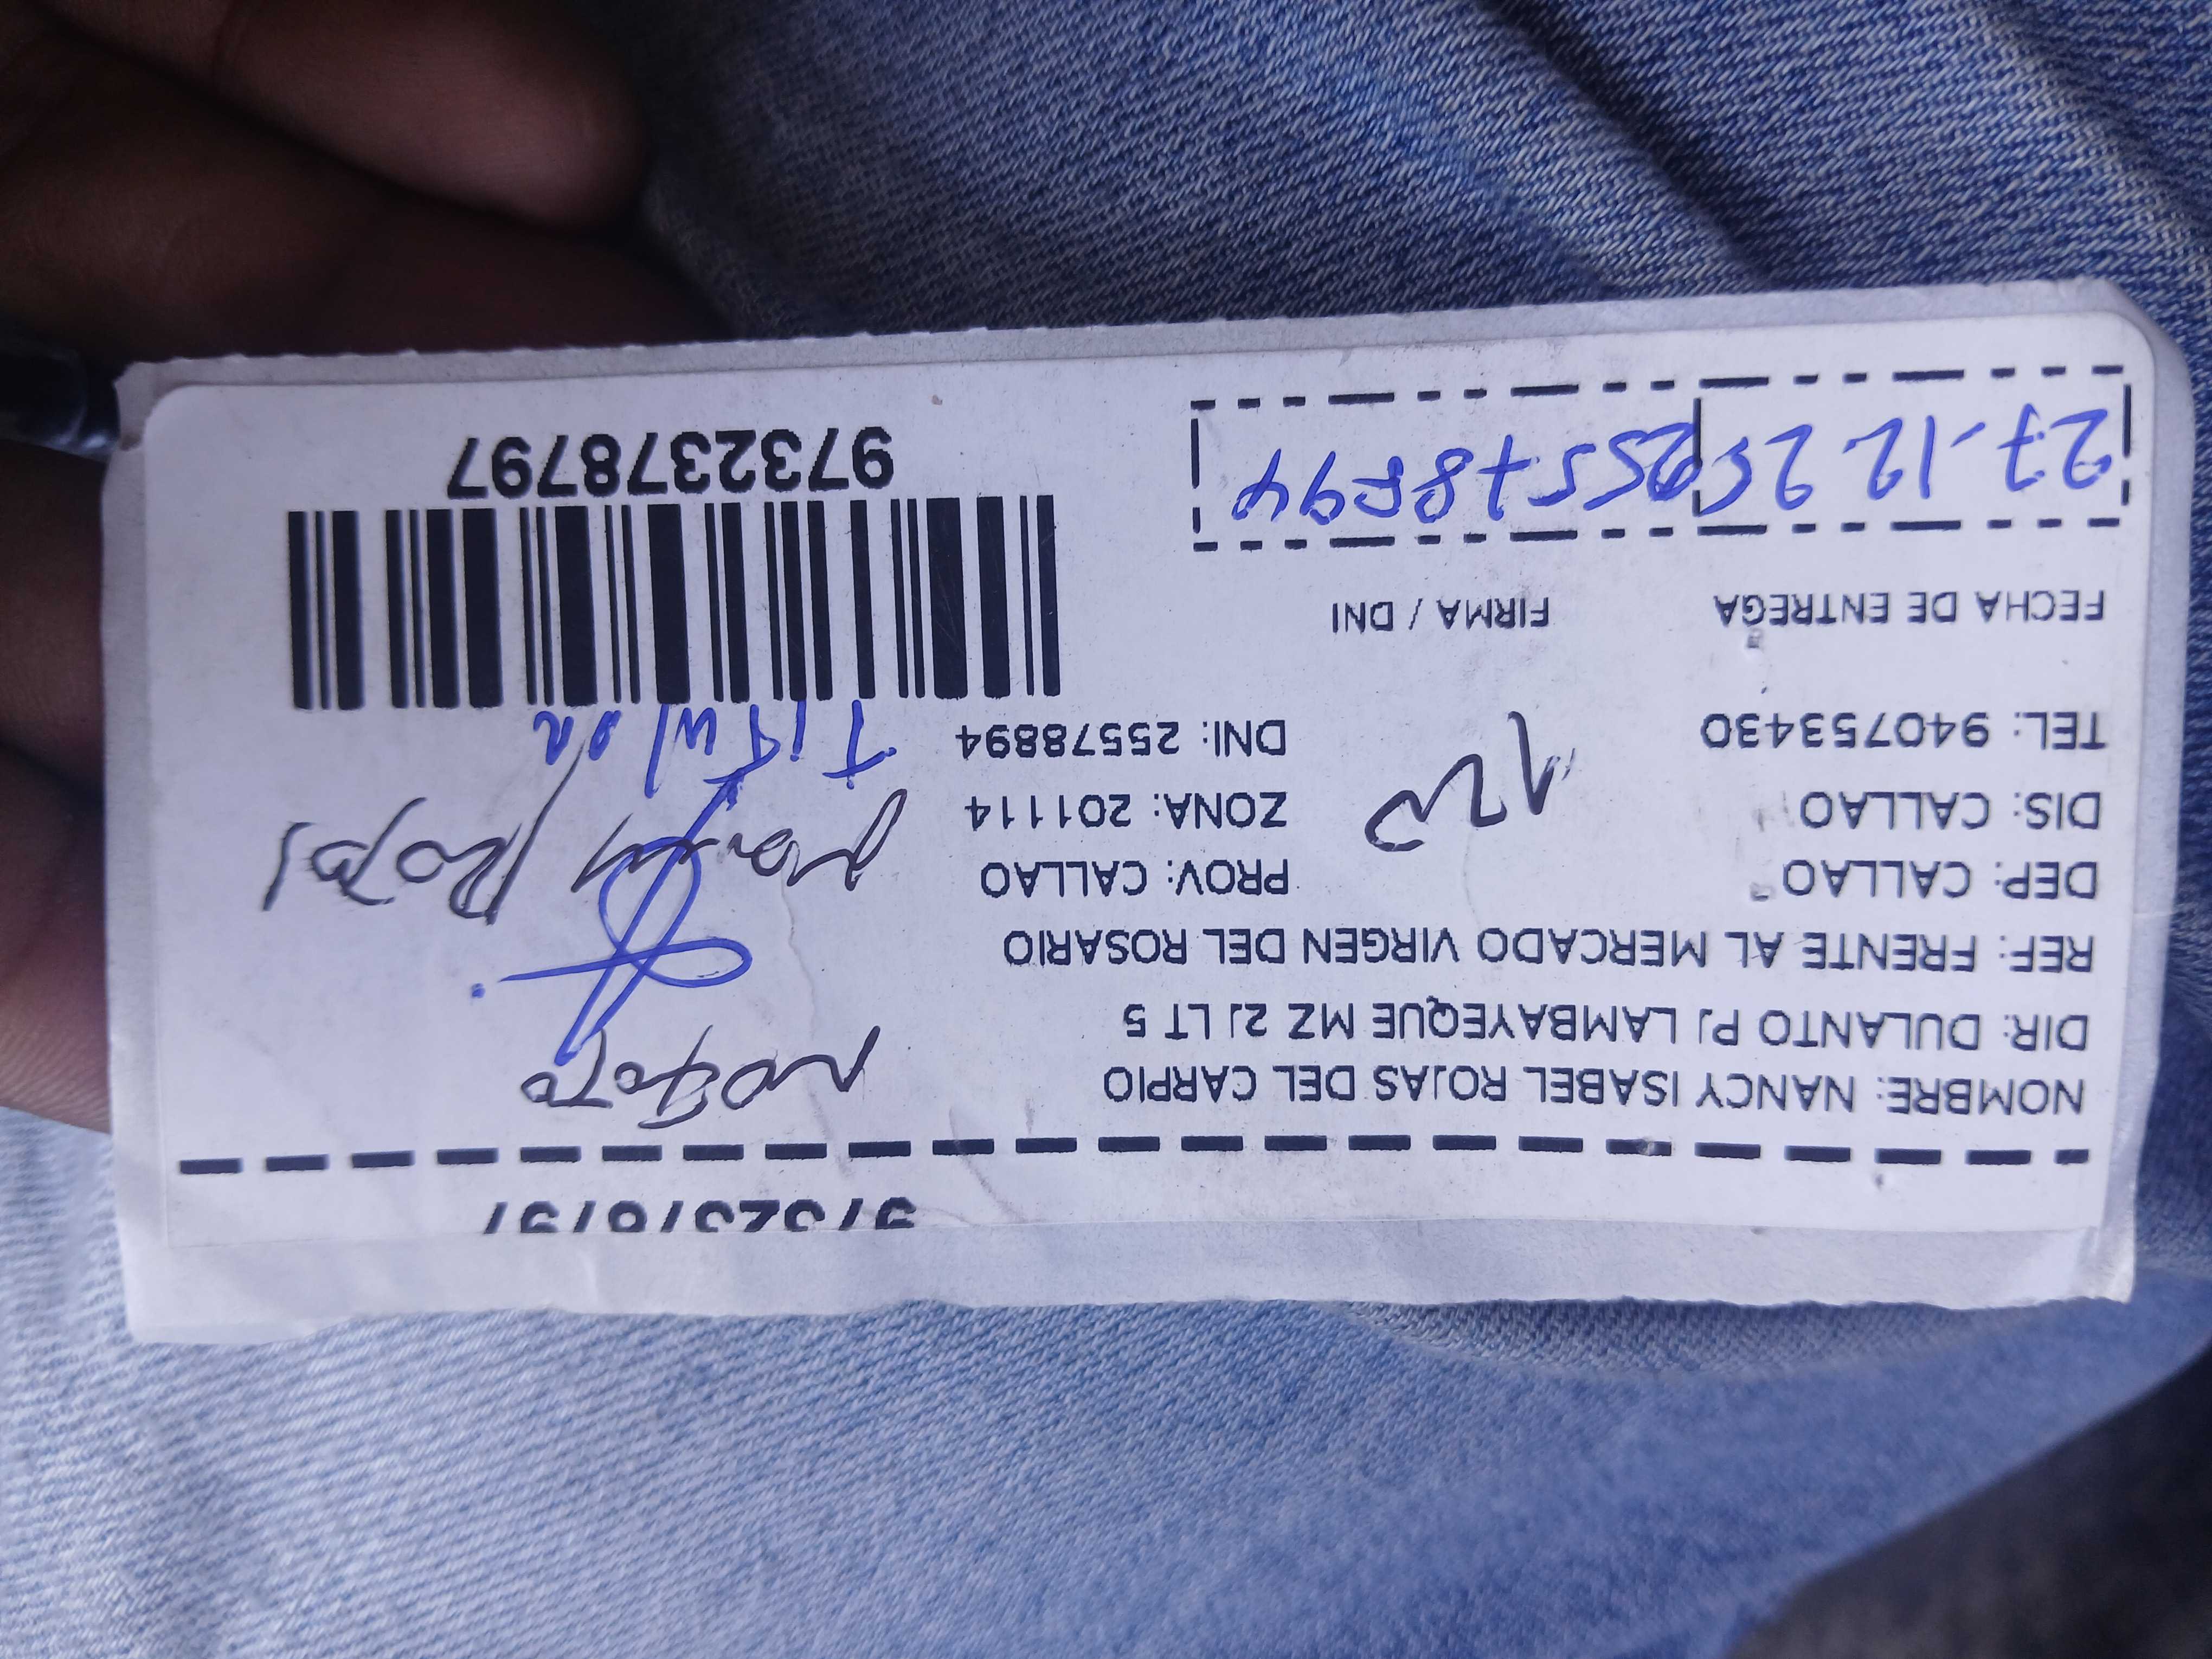 NOMBRE: NANCY ISABEL ROJAS DEL CARPIO
DIR: DULANTO PJ LAMBAYEQUE MZ 2J LT 5
REF: FRENTE AL MERCADO VIRGEN DEL ROSARIO
DEP: CALLAO PROV: CALLAO
DIS: CALLAO ZONA: 201114
TEL: 940753430 DNI: 25578894
Titular
FECHA DE ENTREGA FIRMA / DNI
27-12 25
9732378797